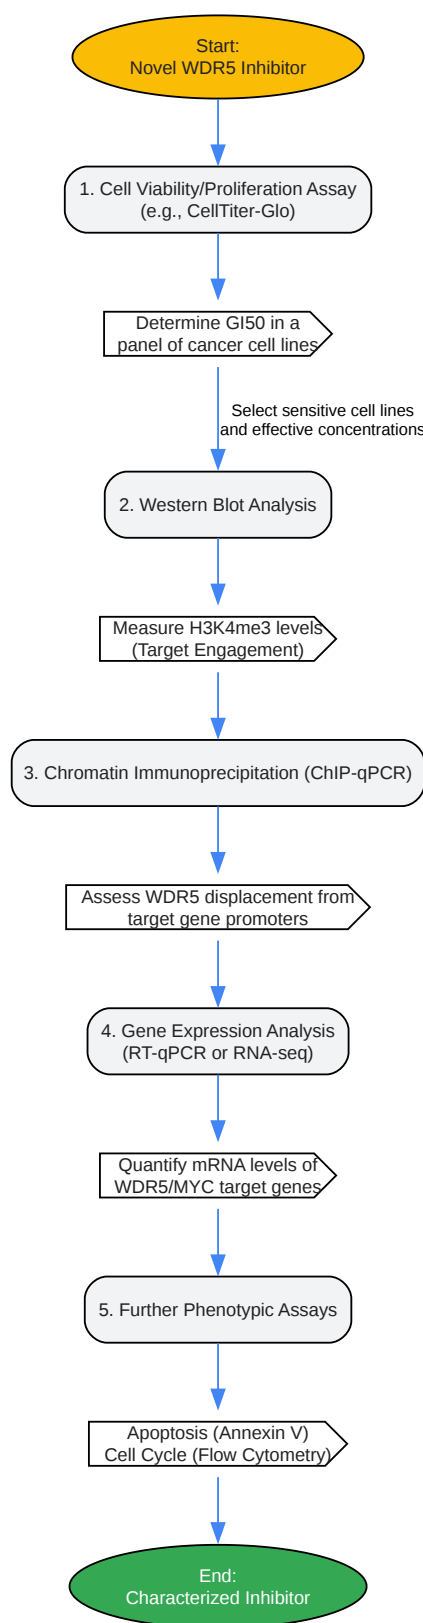 Start:
Novel WDR5 Inhibitor
1. Cell Viability/Proliferation Assay
(e.g., CellTiter-Glo)
Determine GI50 in a
panel of cancer cell lines
Select sensitive cell lines
and effective concentrations
2. Western Blot Analysis
Measure H3K4me3 levels
(Target Engagement)
3. Chromatin Immunoprecipitation (ChIP-qPCR)
Assess WDR5 displacement from
target gene promoters
4. Gene Expression Analysis
(RT-qPCR or RNA-seq)
Quantify mRNA levels of
WDR5/MYC target genes
5. Further Phenotypic Assays
Apoptosis (Annexin V)
Cell Cycle (Flow Cytometry)
End:
Characterized Inhibitor